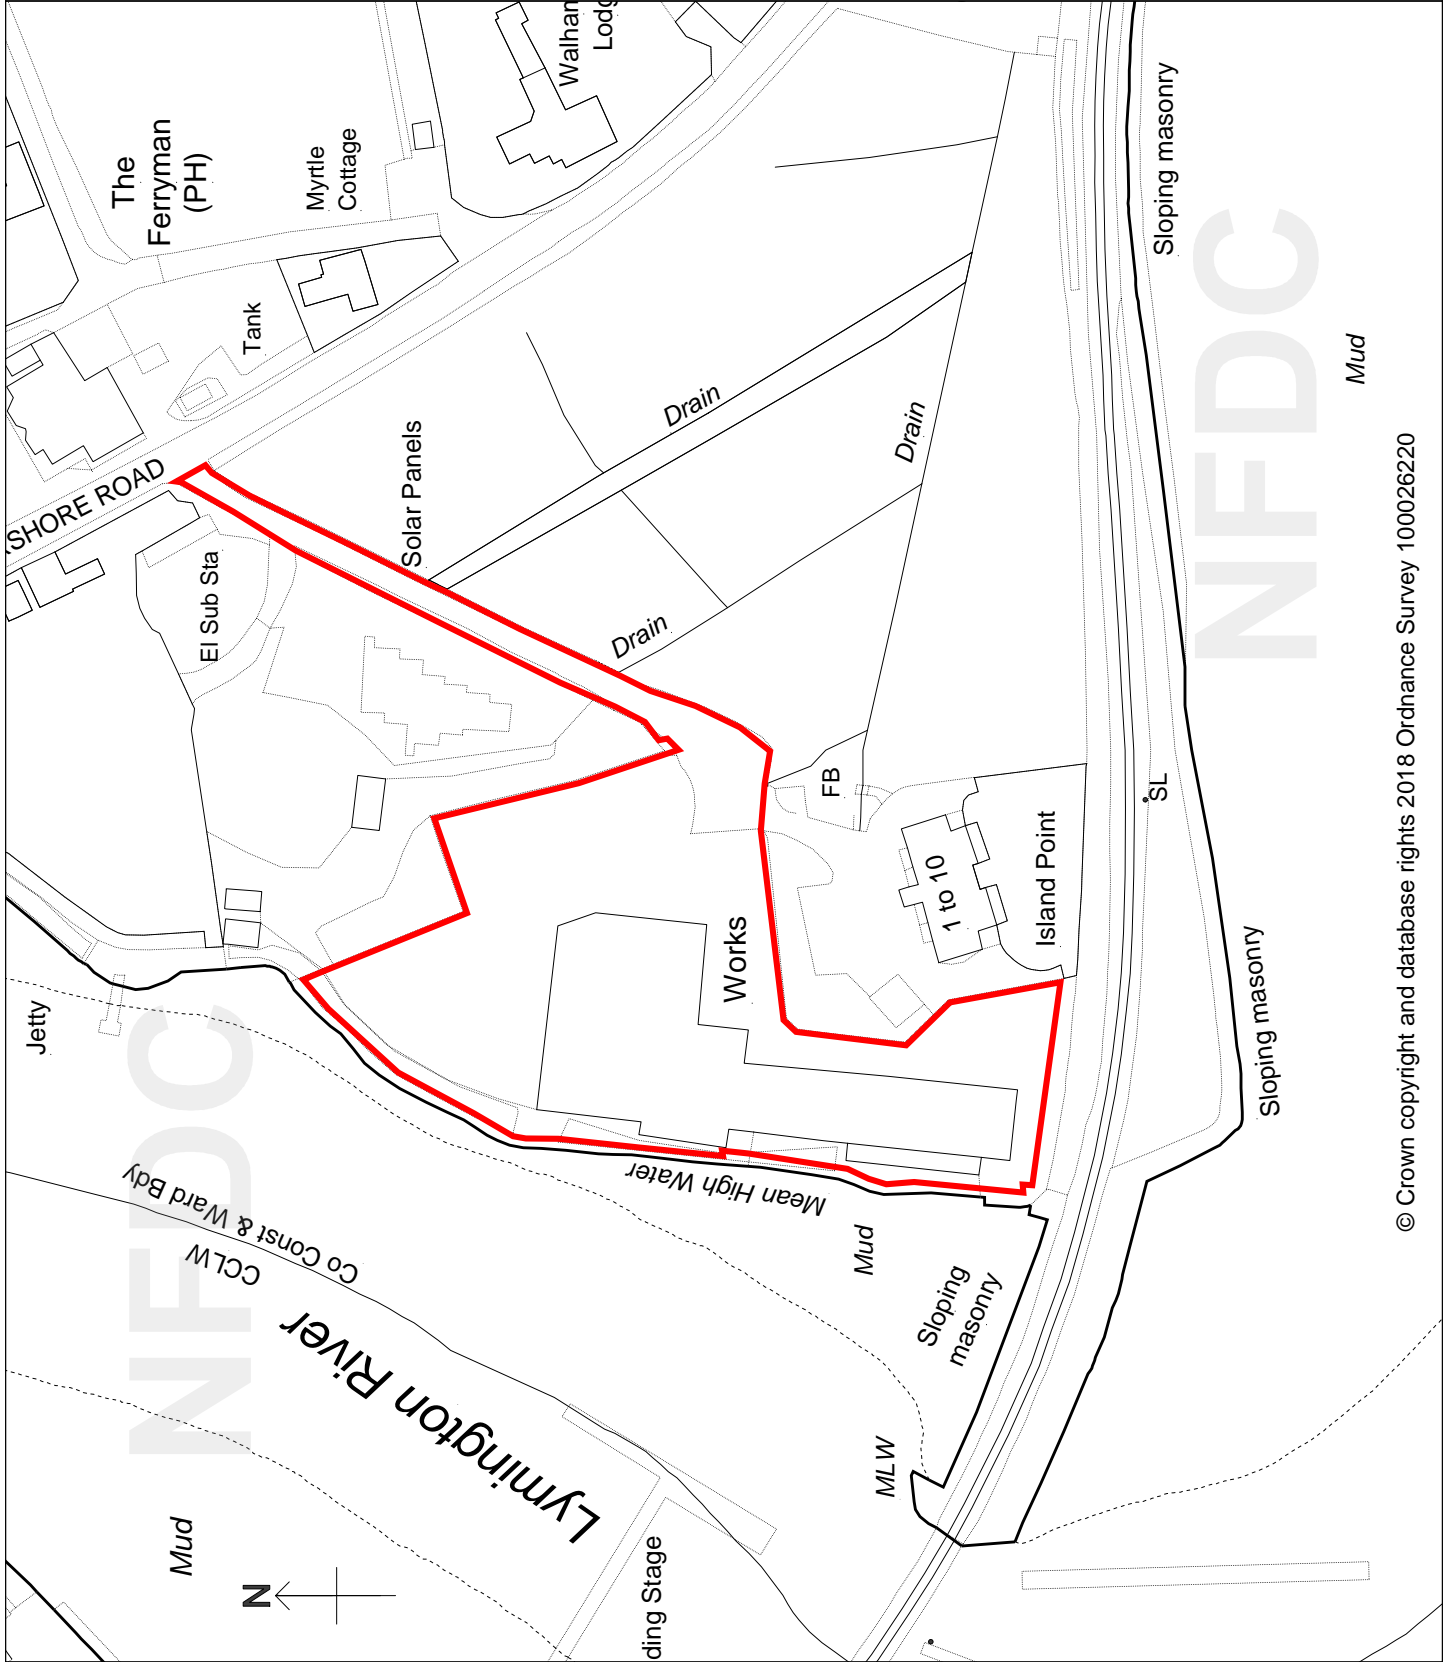 Mud
N
Lymington River
ding Stage
CCLW
Co Const & Ward Bdy
Jetty
Mean High Water
Mud
MLW
Sloping
masonry
Works
1 to 10
Island Point
FB
SL
El Sub Sta
RSHORE ROAD
Solar Panels
Drain
Drain
Drain
Tank
The
Ferryman
(PH)
Myrtle
Cottage
Walham
Lodg
Sloping masonry
Sloping masonry
Mud
NFDC
NFDC
© Crown copyright and database rights 2018 Ordnance Survey 100026220